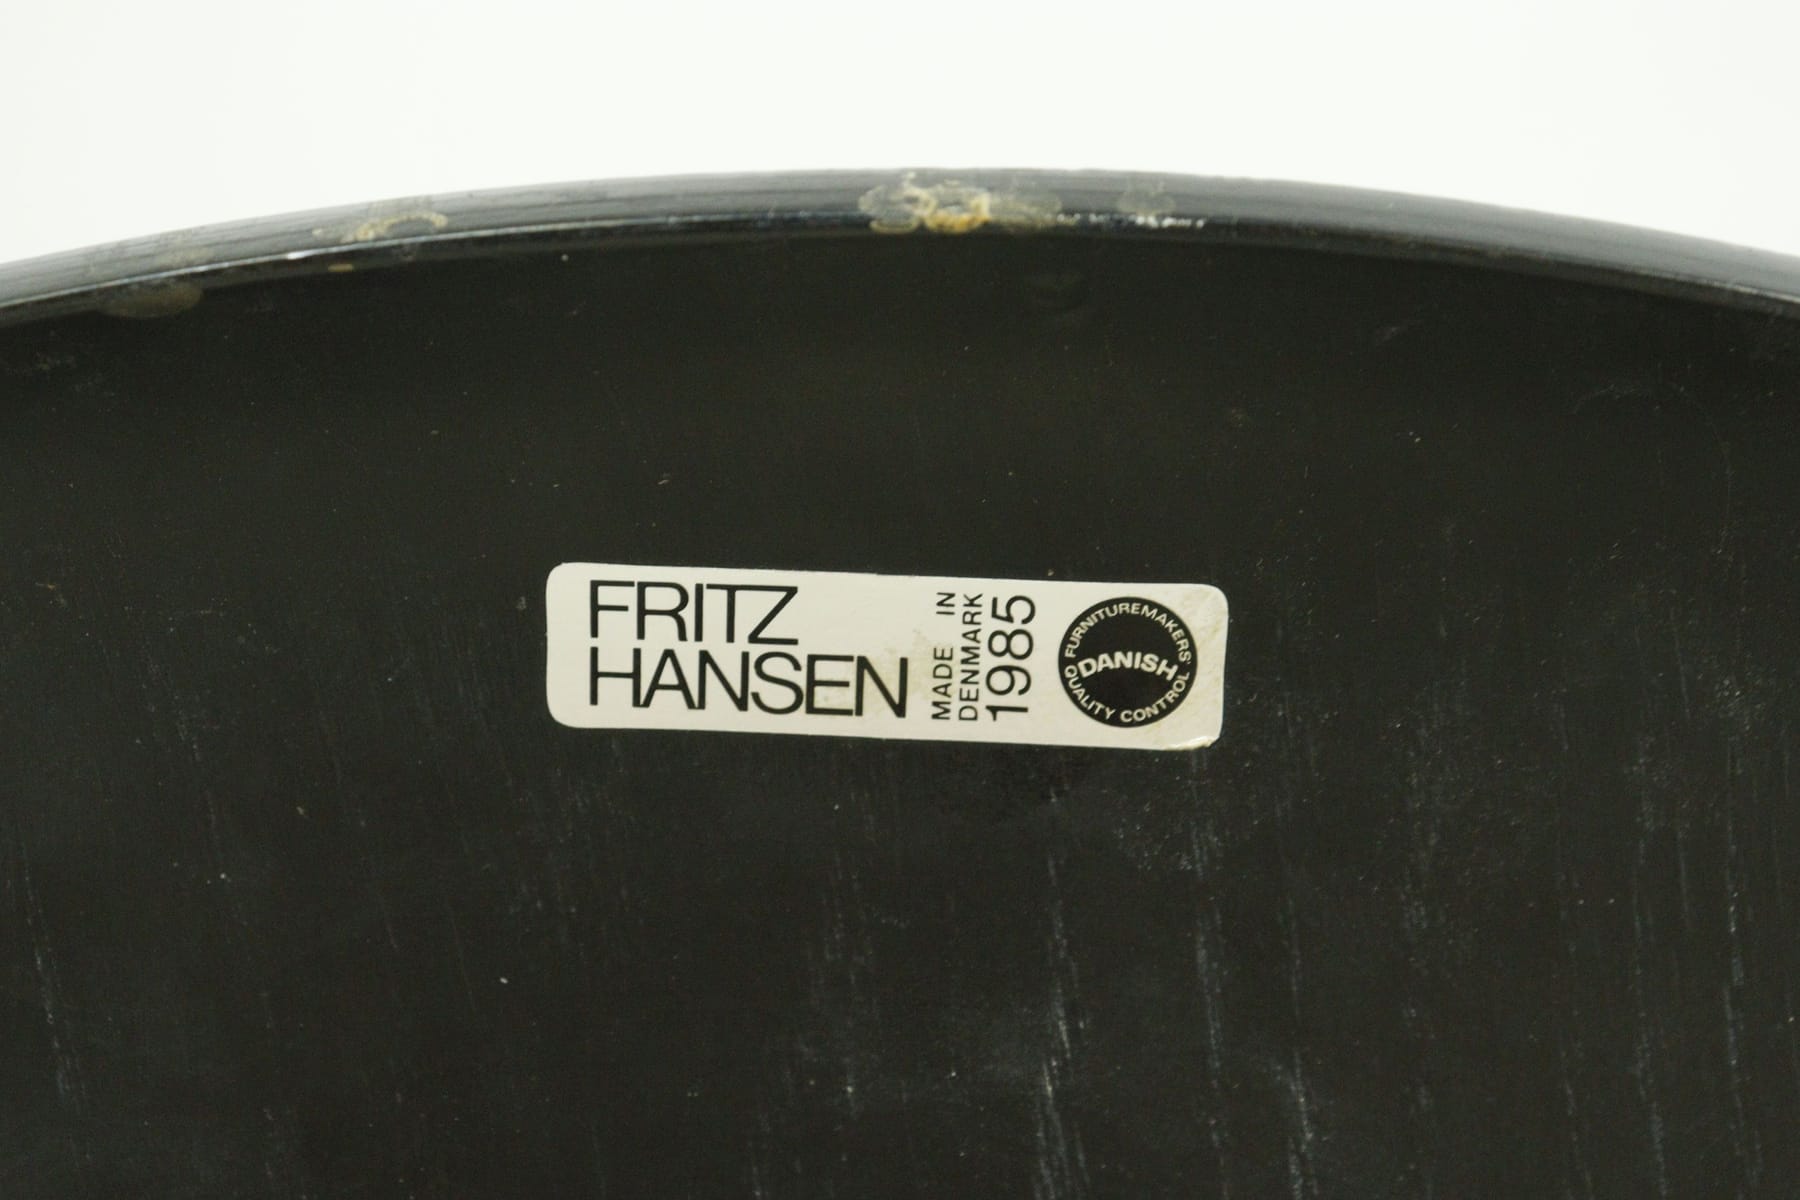 FRITZ
HANSEN
MADE IN
DENMARK
1985
FURNITUREMAKERS'
DANISH
QUALITY CONTROL